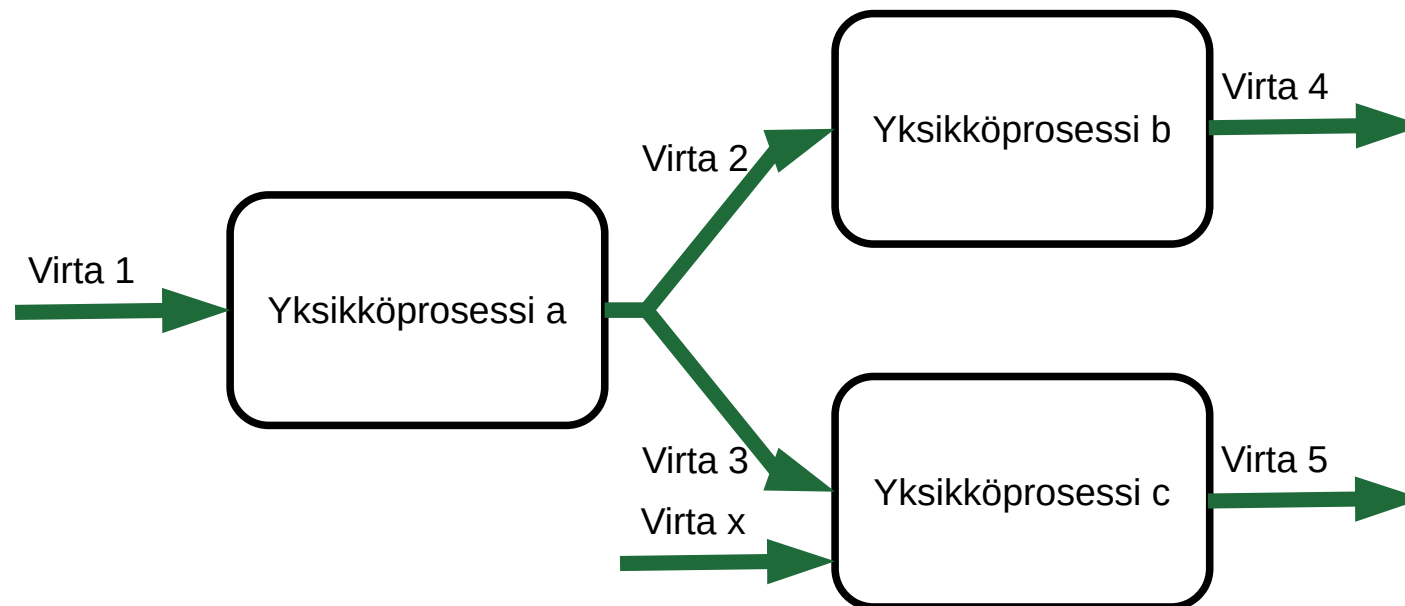 Virta 1
Yksikköprosessi a
Virta 2
Virta 3
Virta x
Yksikköprosessi b
Virta 4
Yksikköprosessi c
Virta 5